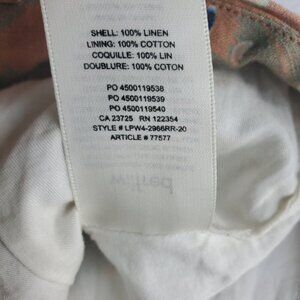 SHELL: 100% LINEN
LINING: 100% COTTON
COQUILLE: 100% LIN
DOUBLURE: 100% COTON
PO 4500119538
PO 4500119539
PO 4500119540
CA 23725 RN 122354
STYLE # LPW4-2966RR-20
ARTICLE # 77577
wilfred